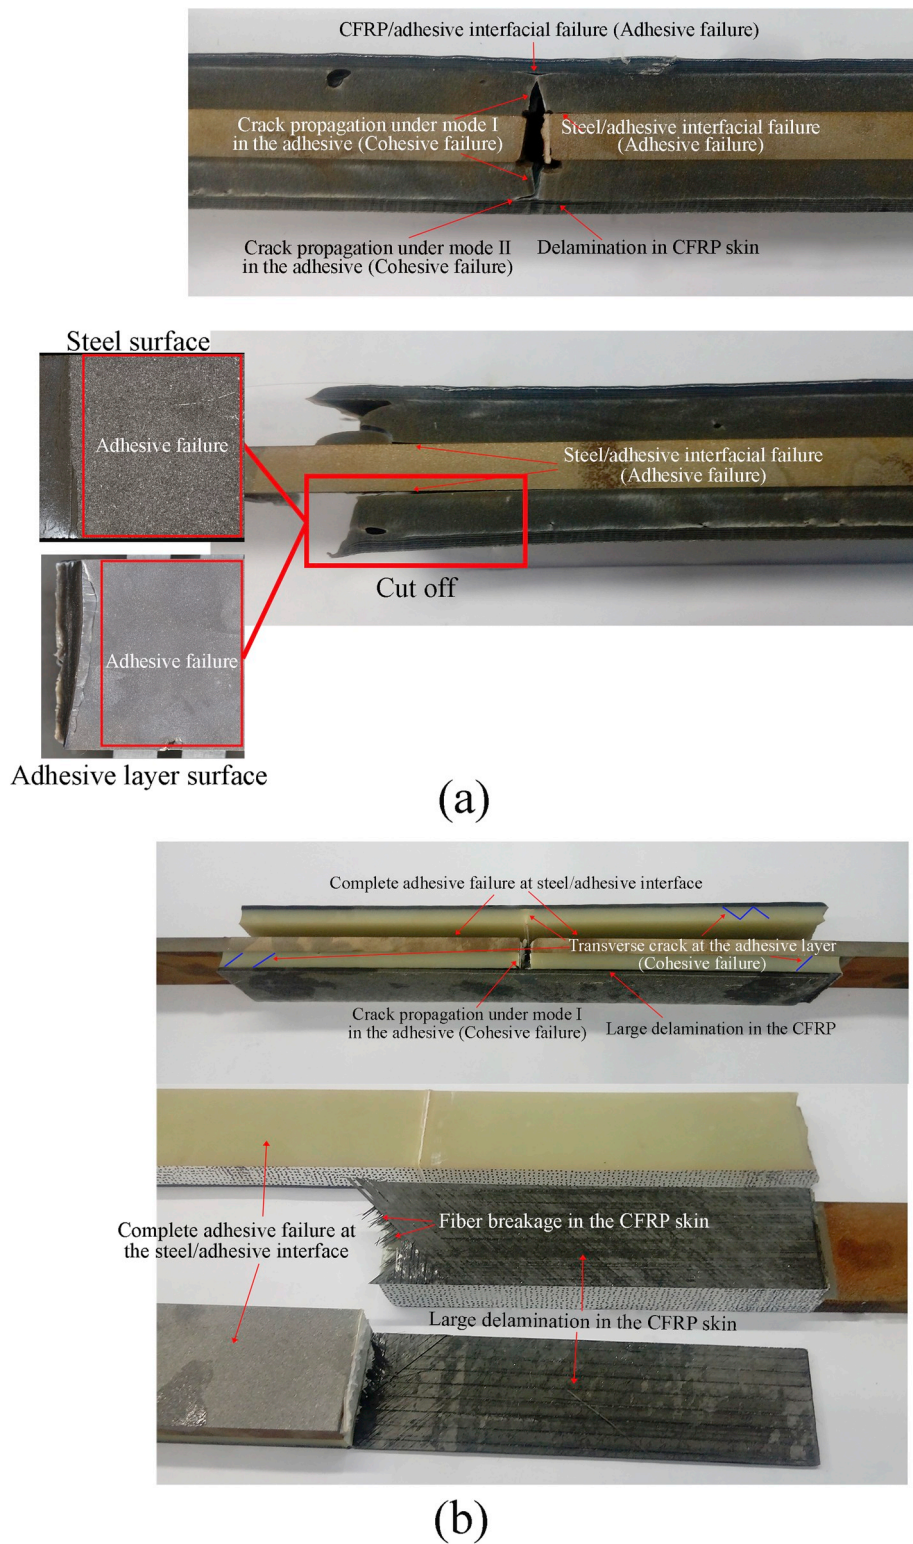 CFRP/adhesive interfacial failure (Adhesive failure)
Crack propagation under mode I
in the adhesive (Cohesive failure)
Steel/adhesive interfacial failure
(Adhesive failure)
Crack propagation under mode II
in the adhesive (Cohesive failure)
Delamination in CFRP skin
Steel surface
Adhesive failure
Steel/adhesive interfacial failure
(Adhesive failure)
Cut off
Adhesive failure
Adhesive layer surface
(a)
Complete adhesive failure at steel/adhesive interface
Transverse crack at the adhesive layer
(Cohesive failure)
Crack propagation under mode I
in the adhesive (Cohesive failure)
Large delamination in the CFRP
Fiber breakage in the CFRP skin
Complete adhesive failure at
the steel/adhesive interface
Large delamination in the CFRP skin
(b)